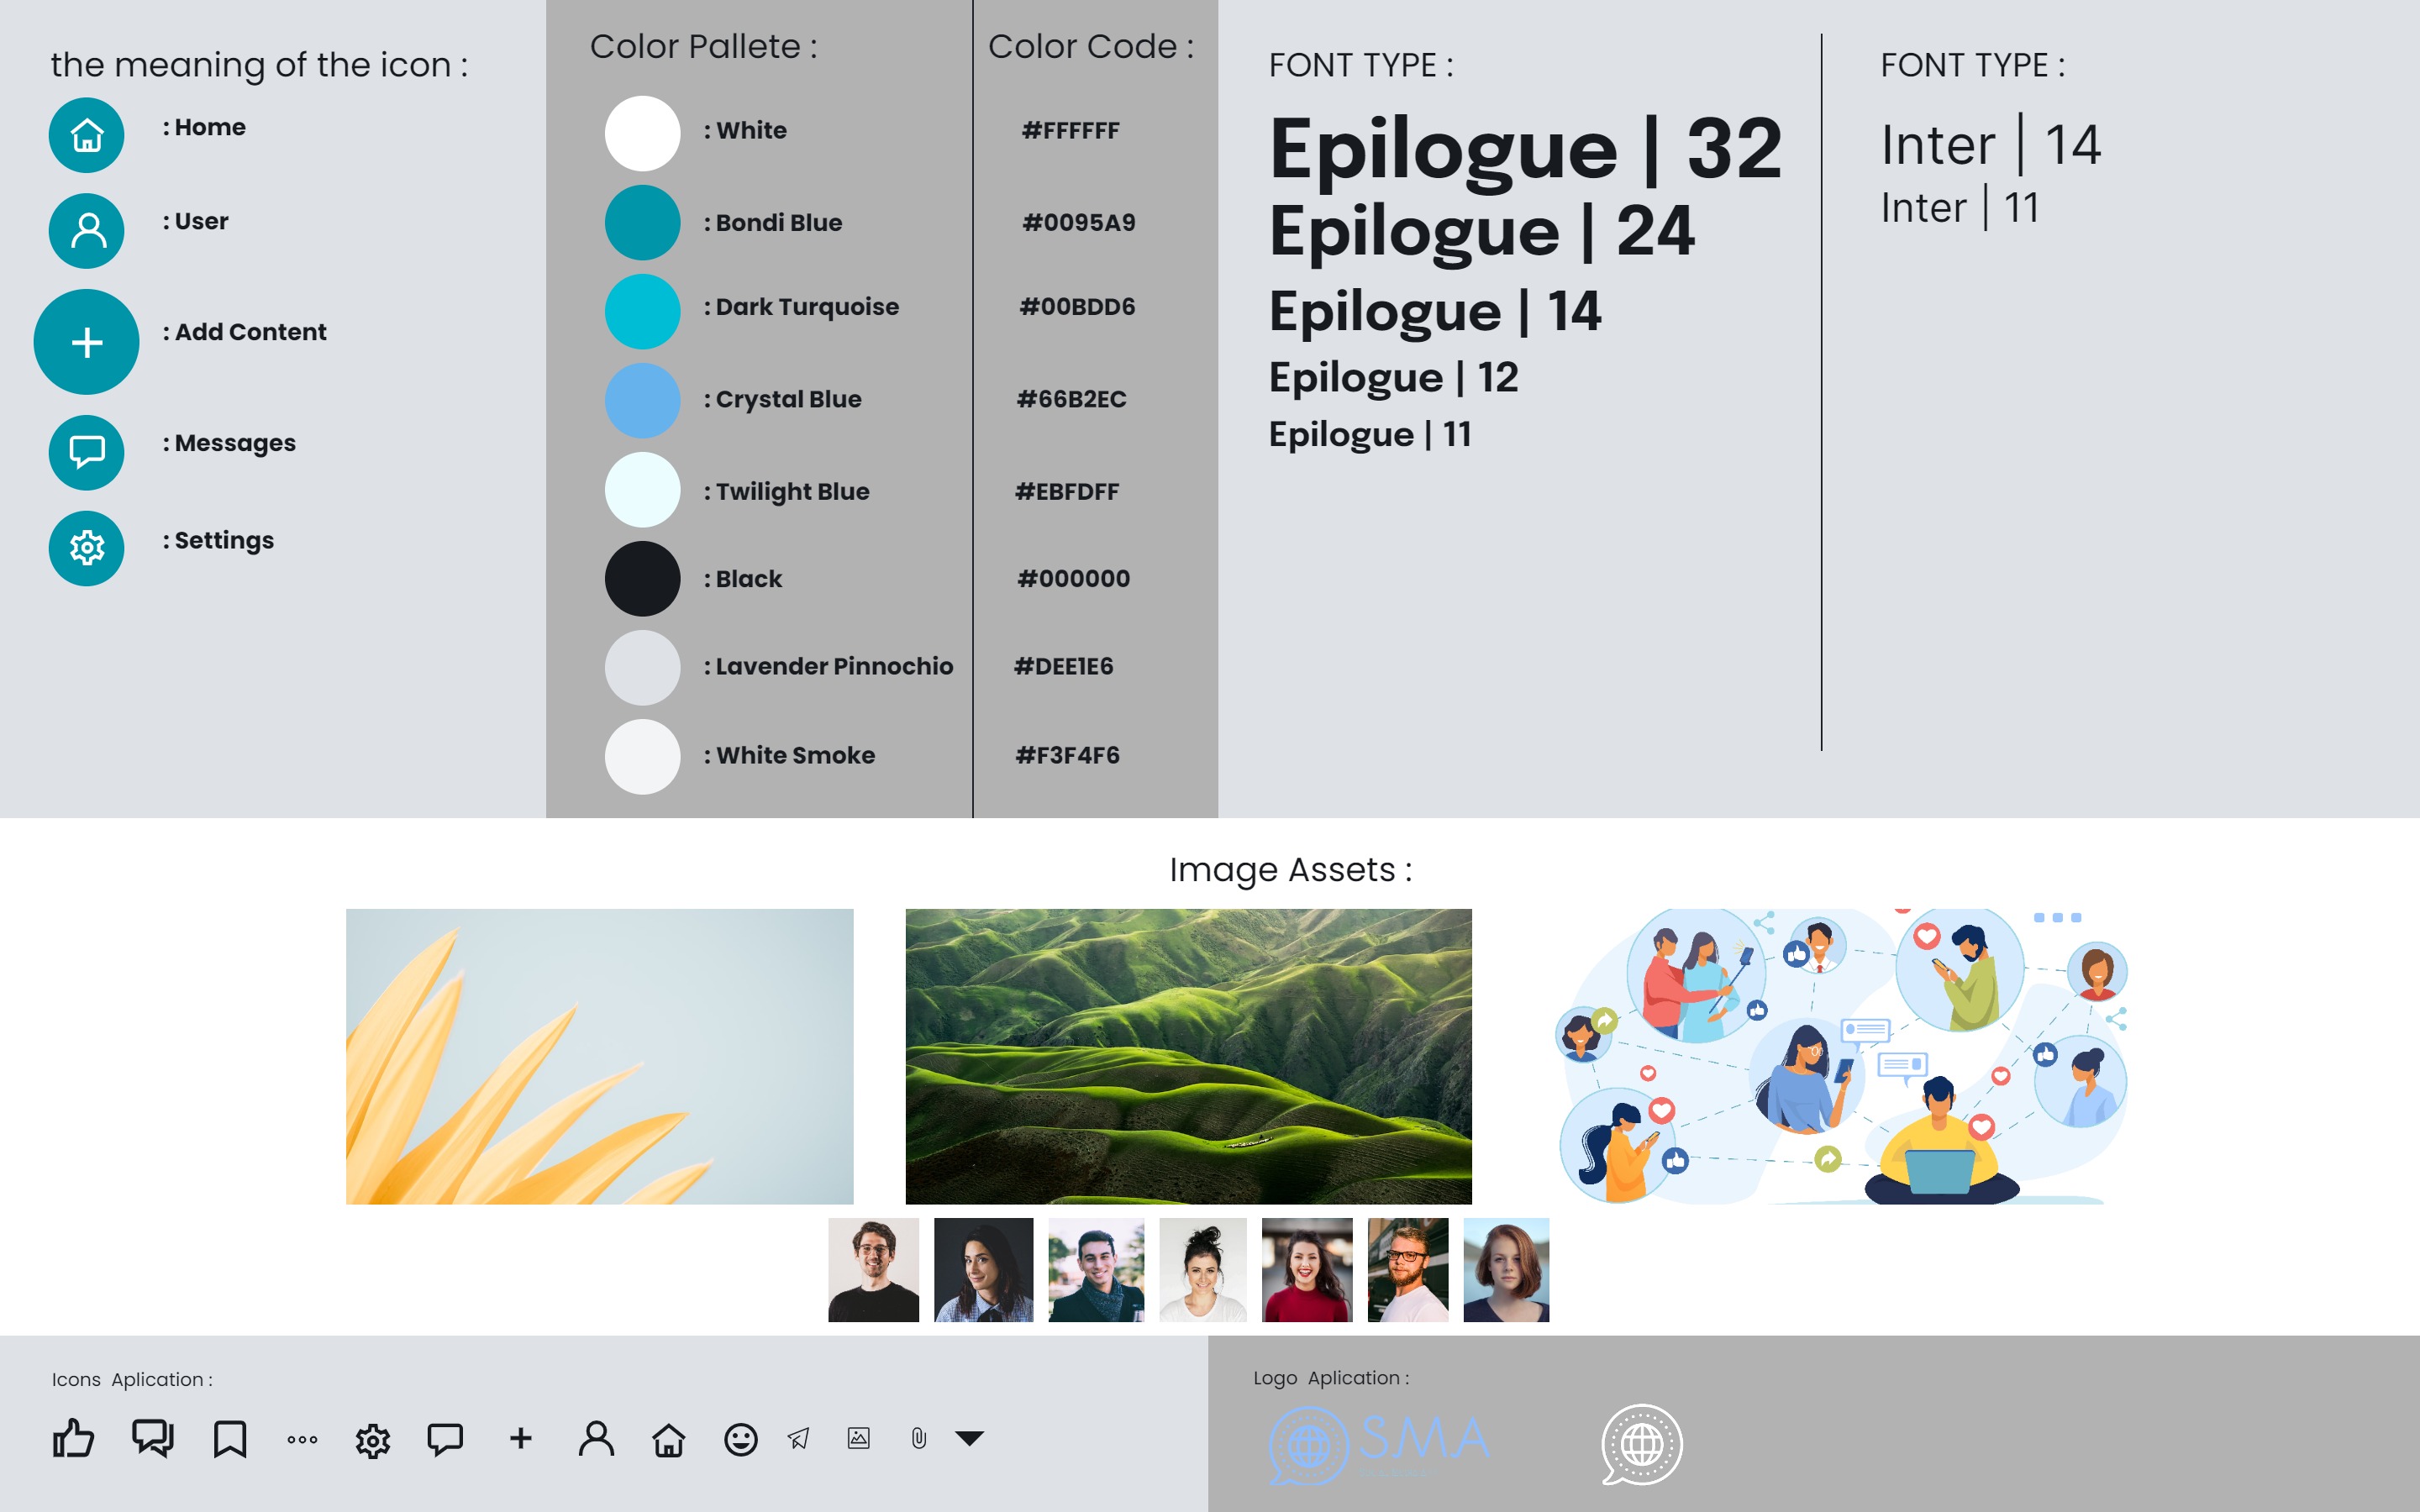 the meaning of the icon :
: Home
: User
: Add Content
: Messages
: Settings
Color Pallete :
Color Code :
: White
#FFFFFF
: Bondi Blue
#0095A9
: Dark Turquoise
#00BDD6
: Crystal Blue
#66B2EC
: Twilight Blue
#EBFDFF
: Black
#000000
: Lavender Pinnochio
#DEE1E6
: White Smoke
#F3F4F6
FONT TYPE :
Epilogue | 32
Epilogue | 24
Epilogue | 14
Epilogue | 12
Epilogue | 11
FONT TYPE :
Inter | 14
Inter | 11
Image Assets :
Icons Aplication :
Logo Aplication :
SMA